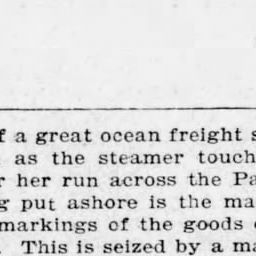 f a great ocean freight s
as the steamer touch
r her run across the Pa
g put ashore is the ma
markings of the goods
. This is seized by a ma